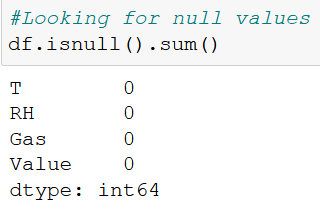 #Looking for null values
df.isnull().sum()
T 0
RH 0
Gas 0
Value 0
dtype: int64